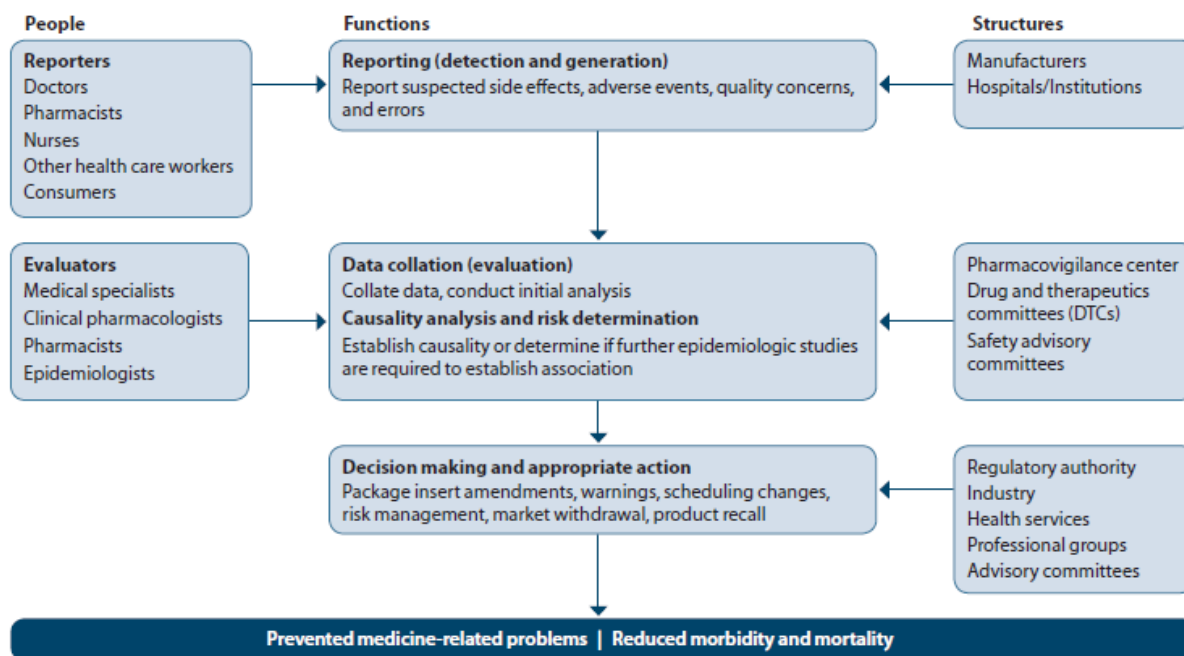 People
Functions
Structures
Reporters
Doctors
Pharmacists
Nurses
Other health care workers
Consumers
Reporting (detection and generation)
Report suspected side effects, adverse events, quality concerns,
and errors
Manufacturers
Hospitals/Institutions
Evaluators
Medical specialists
Clinical pharmacologists
Pharmacists
Epidemiologists
Data collation (evaluation)
Collate data, conduct initial analysis
Causality analysis and risk determination
Establish causality or determine if further epidemiologic studies
are required to establish association
Pharmacovigilance center
Drug and therapeutics
committees (DTCs)
Safety advisory
committees
Decision making and appropriate action
Package insert amendments, warnings, scheduling changes,
risk management, market withdrawal, product recall
Regulatory authority
Industry
Health services
Professional groups
Advisory committees
Prevented medicine-related problems | Reduced morbidity and mortality